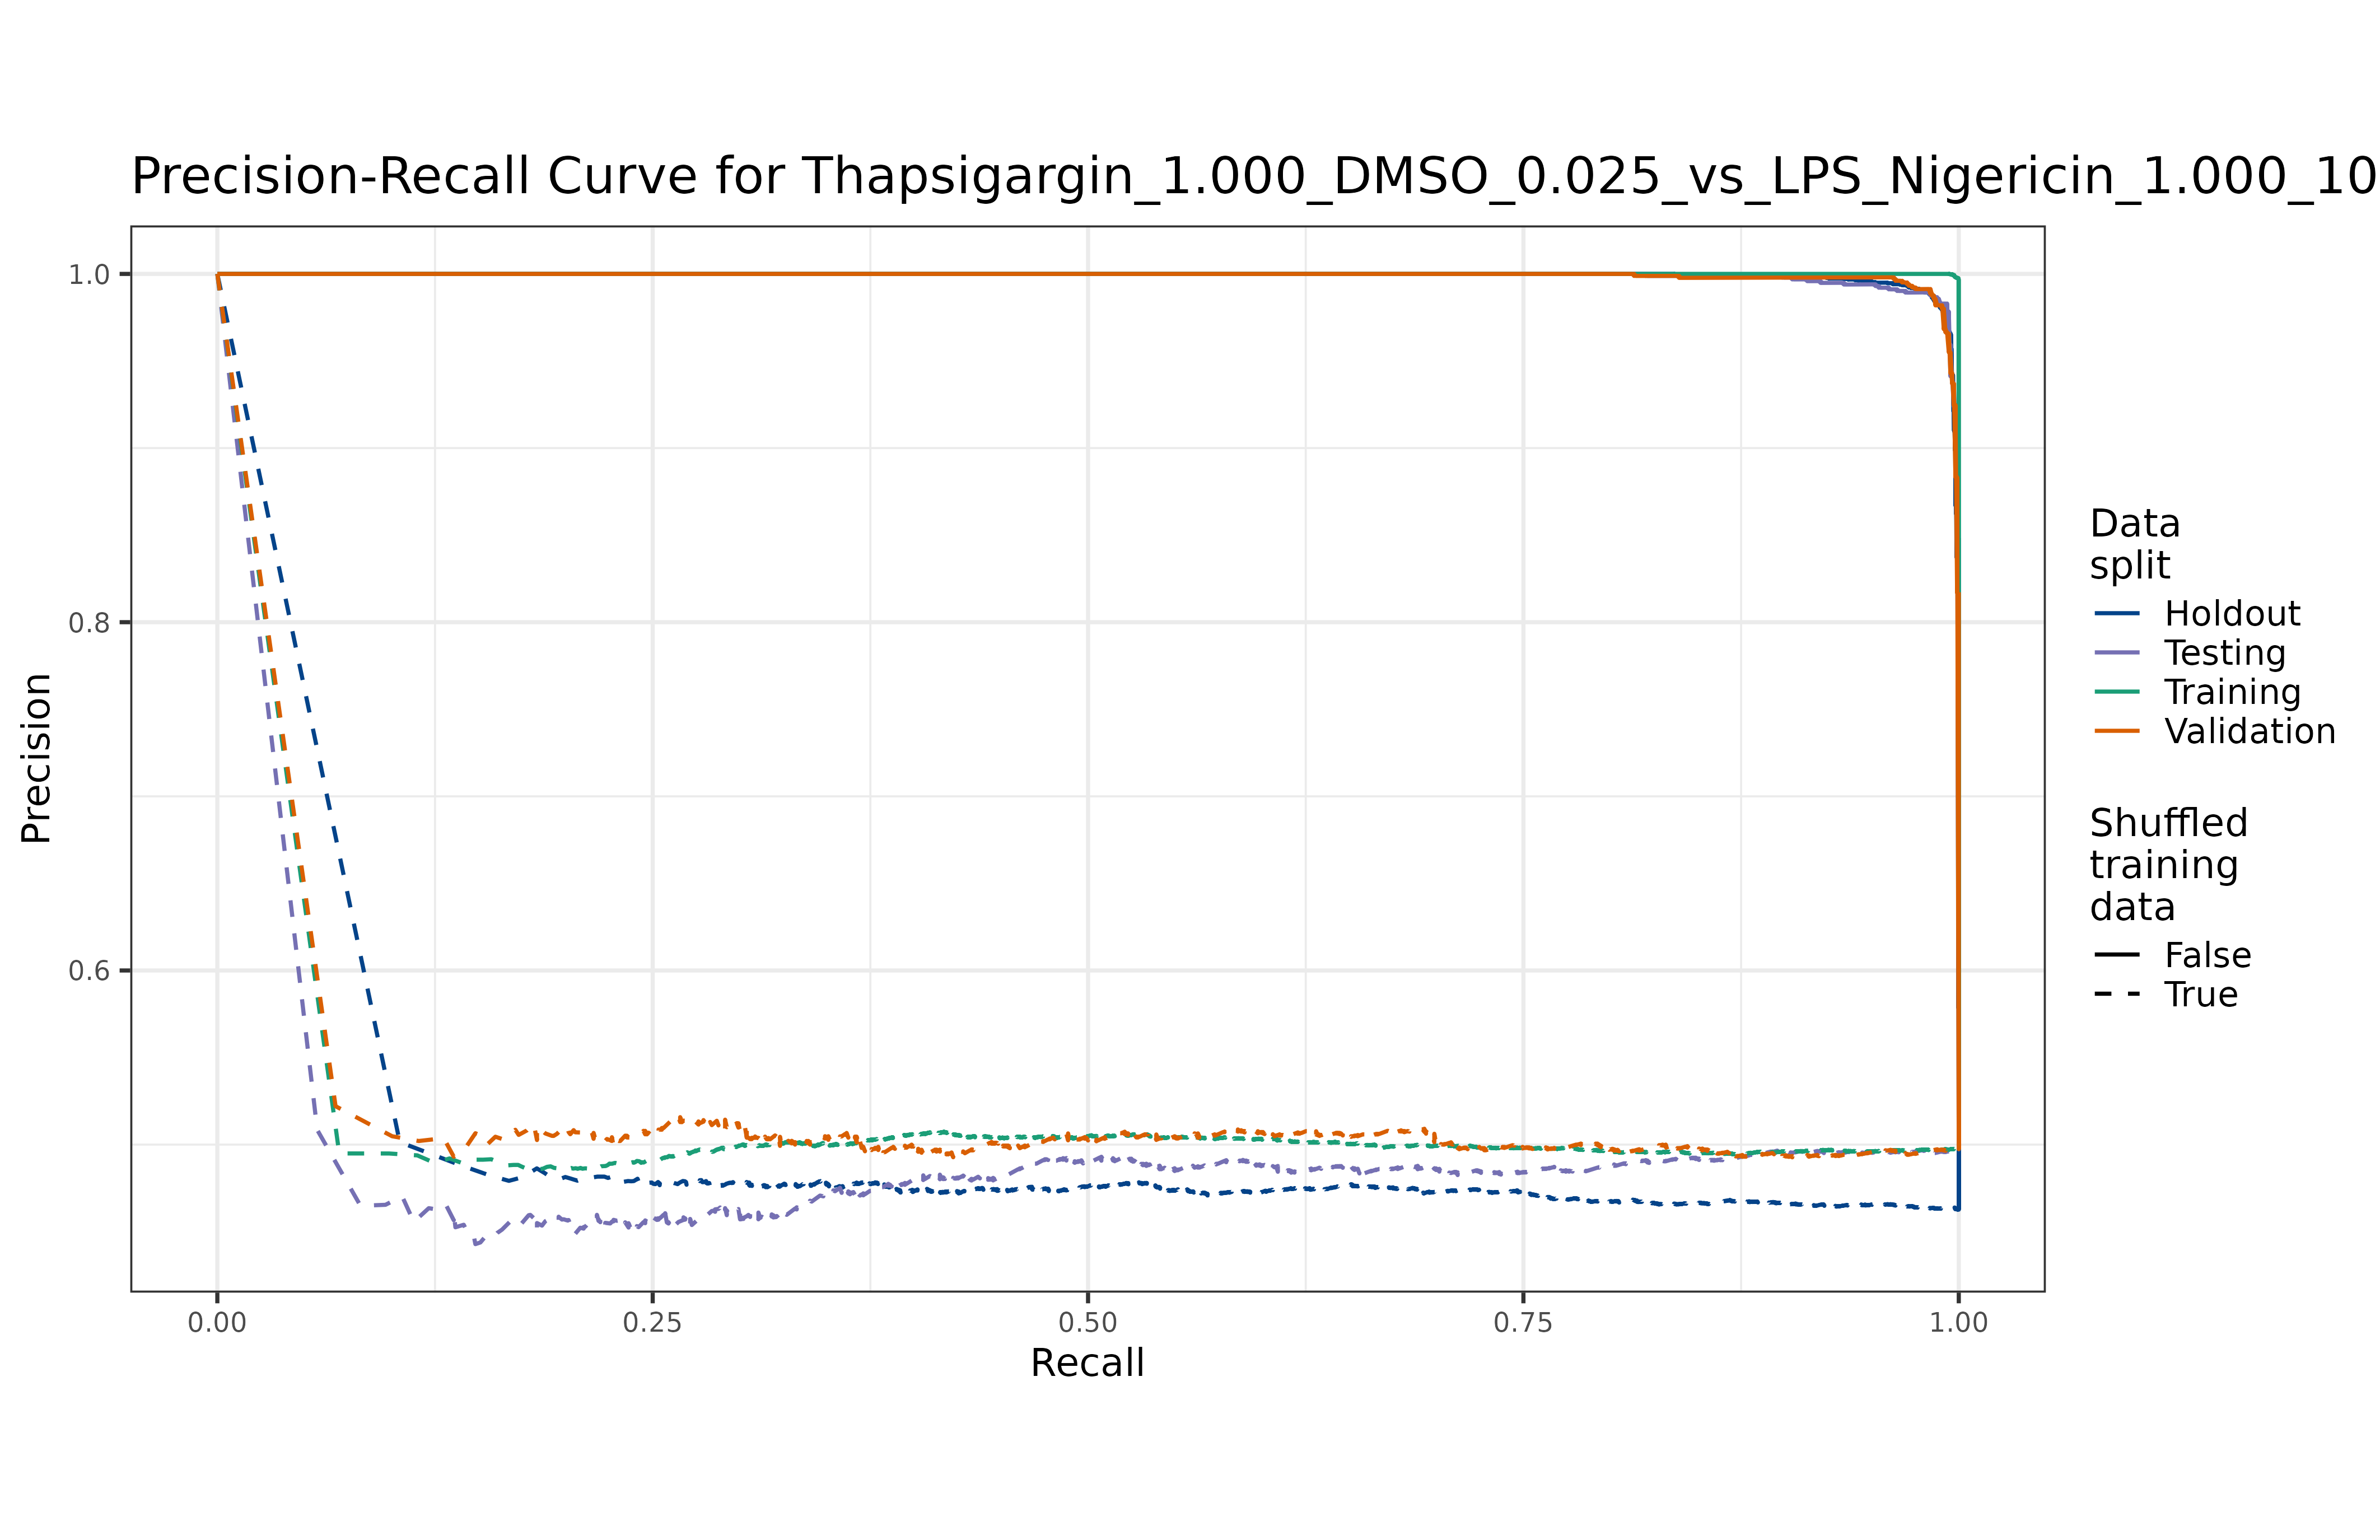 Precision-Recall Curve for Thapsigargin_1.000_DMSO_0.025_vs_LPS_Nigericin_1.000_10
1.0
0.8
0.6
Precision
0.00
0.25
0.50
0.75
1.00
Recall
Data
split
Holdout
Testing
Training
Validation
Shuffled
training
data
False
True